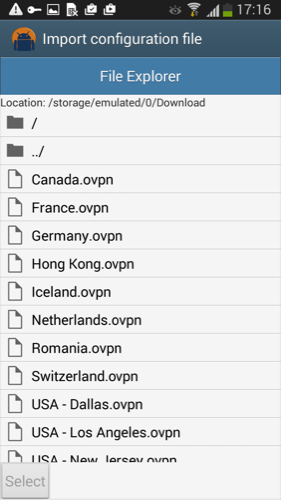 17:16
Import configuration file
File Explorer
Location: /storage/emulated/0/Download
/
../
Canada.ovpn
France.ovpn
Germany.ovpn
Hong Kong.ovpn
Iceland.ovpn
Netherlands.ovpn
Romania.ovpn
Switzerland.ovpn
USA - Dallas.ovpn
USA - Los Angeles.ovpn
USA - New Jersey.ovpn
Select